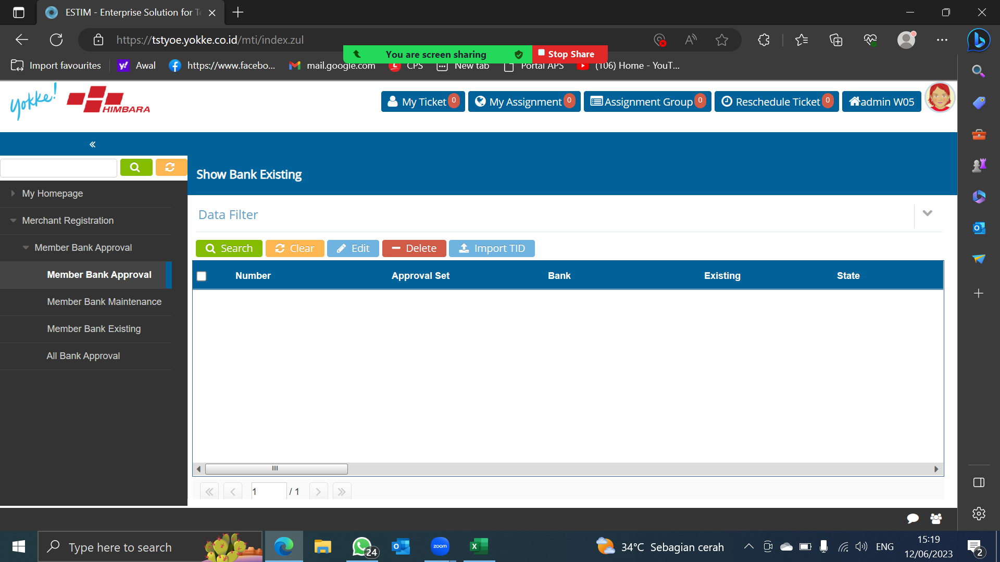 ESTIM - Enterprise Solution for Te
https://tstyoe.yokke.co.id/mti/index.zul
You are screen sharing
Stop Share
Import favourites
Awal
https://www.facebo...
mail.google.com
CPS
New tab
Portal APS
(106) Home - YouT...
yokke!
HIMBARA
My Ticket 0
My Assignment 0
Assignment Group 0
Reschedule Ticket 0
admin W05
Show Bank Existing
My Homepage
Merchant Registration
Member Bank Approval
Member Bank Approval
Member Bank Maintenance
Member Bank Existing
All Bank Approval
Data Filter
Search
Clear
Edit
Delete
Import TID
Number
Approval Set
Bank
Existing
State
1 / 1
Type here to search
24
zoom
34°C Sebagian cerah
ENG
15:19
12/06/2023
2